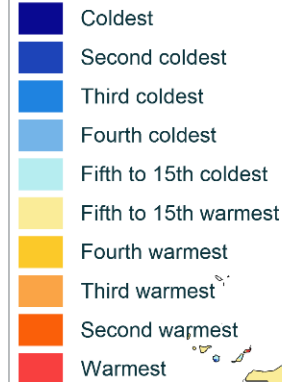 Coldest
Second coldest
Third coldest
Fourth coldest
Fifth to 15th coldest
Fifth to 15th warmest
Fourth warmest
Third warmest
Second warmest
Warmest